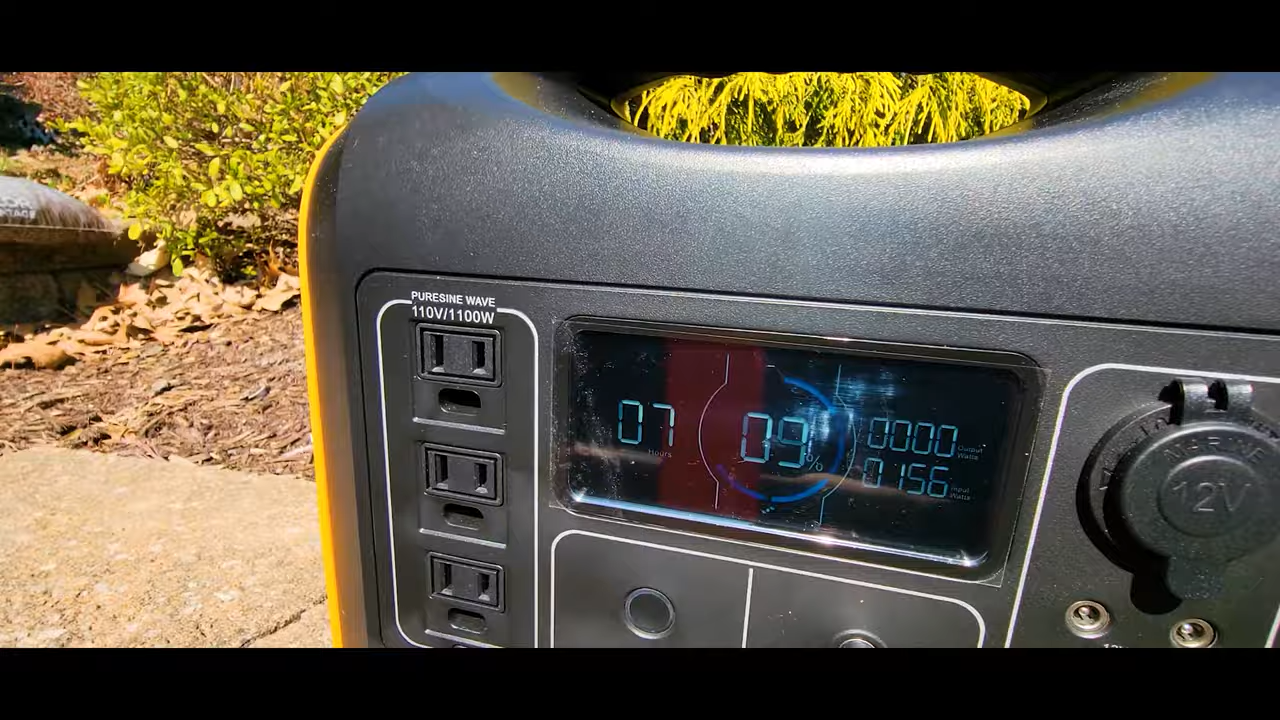 PURESINE WAVE
110V/1100W
07
Hours
09%
0000
Output
Watts
0156
Input
Watts
12V